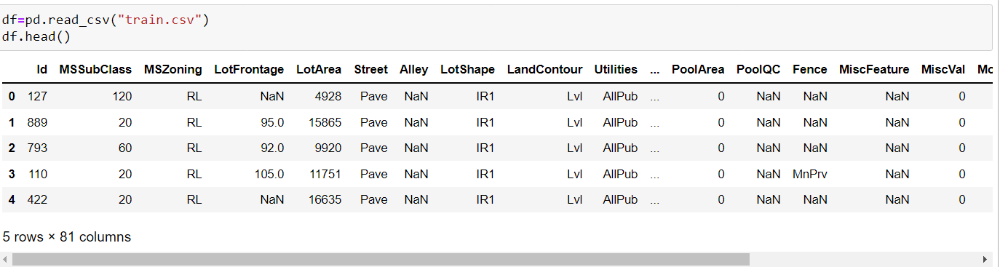 df=pd.read_csv("train.csv")
df.head()
Id MSSubClass MSZoning LotFrontage LotArea Street Alley LotShape LandContour Utilities ... PoolArea PoolQC Fence MiscFeature MiscVal Mo
0 127 120 RL NaN 4928 Pave NaN IR1 Lvl AllPub ... 0 NaN NaN NaN 0
1 889 20 RL 95.0 15865 Pave NaN IR1 Lvl AllPub ... 0 NaN NaN NaN 0
2 793 60 RL 92.0 9920 Pave NaN IR1 Lvl AllPub ... 0 NaN NaN NaN 0
3 110 20 RL 105.0 11751 Pave NaN IR1 Lvl AllPub ... 0 NaN MnPrv NaN 0
4 422 20 RL NaN 16635 Pave NaN IR1 Lvl AllPub ... 0 NaN NaN NaN 0
5 rows × 81 columns